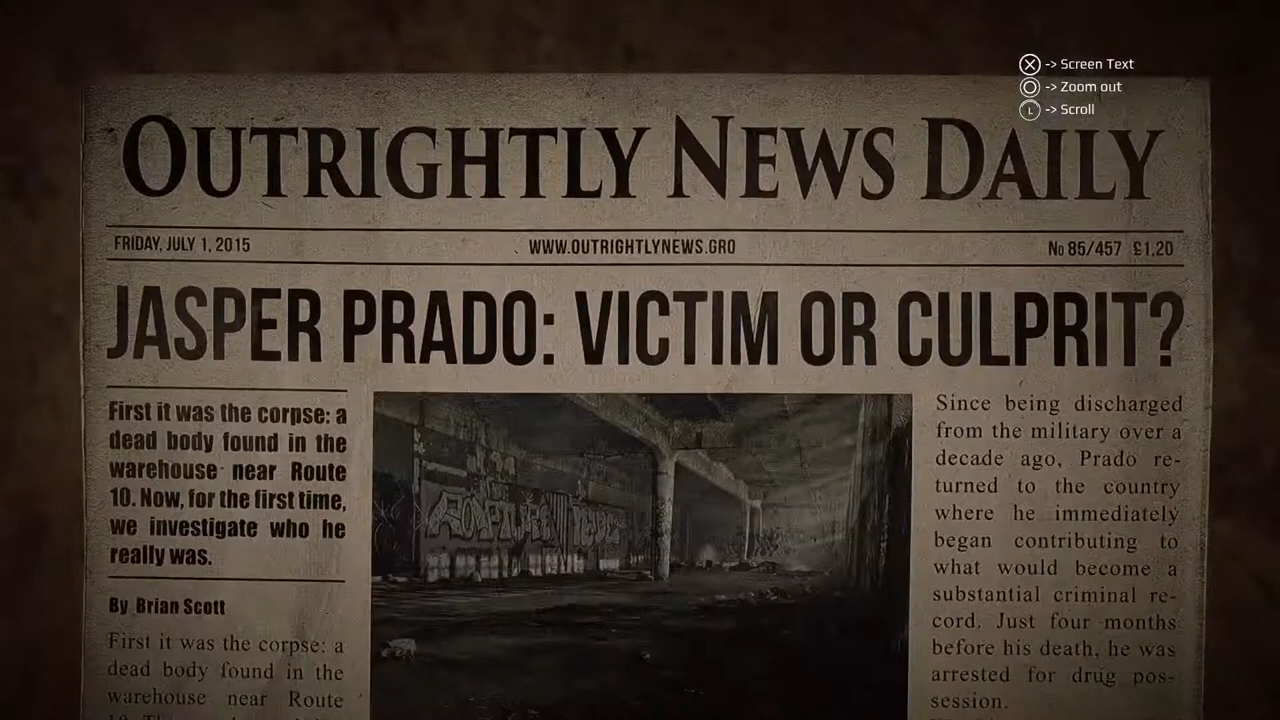 -> Screen Text
-> Zoom out
L -> Scroll
OUTRIGHTLY NEWS DAILY
FRIDAY, JULY 1, 2015 WWW.OUTRIGHTLYNEWS.GRO № 85/457 £1,20
JASPER PRADO: VICTIM OR CULPRIT?
First it was the corpse: a
dead body found in the
warehouse near Route
10. Now, for the first time,
we investigate who he
really was.
By Brian Scott
First it was the corpse: a
dead body found in the
warehouse near Route
Since being discharged
from the military over a
decade ago, Prado re-
turned to the country
where he immediately
began contributing to
what would become a
substantial criminal re-
cord. Just four months
before his death, he was
arrested for drug pos-
session.